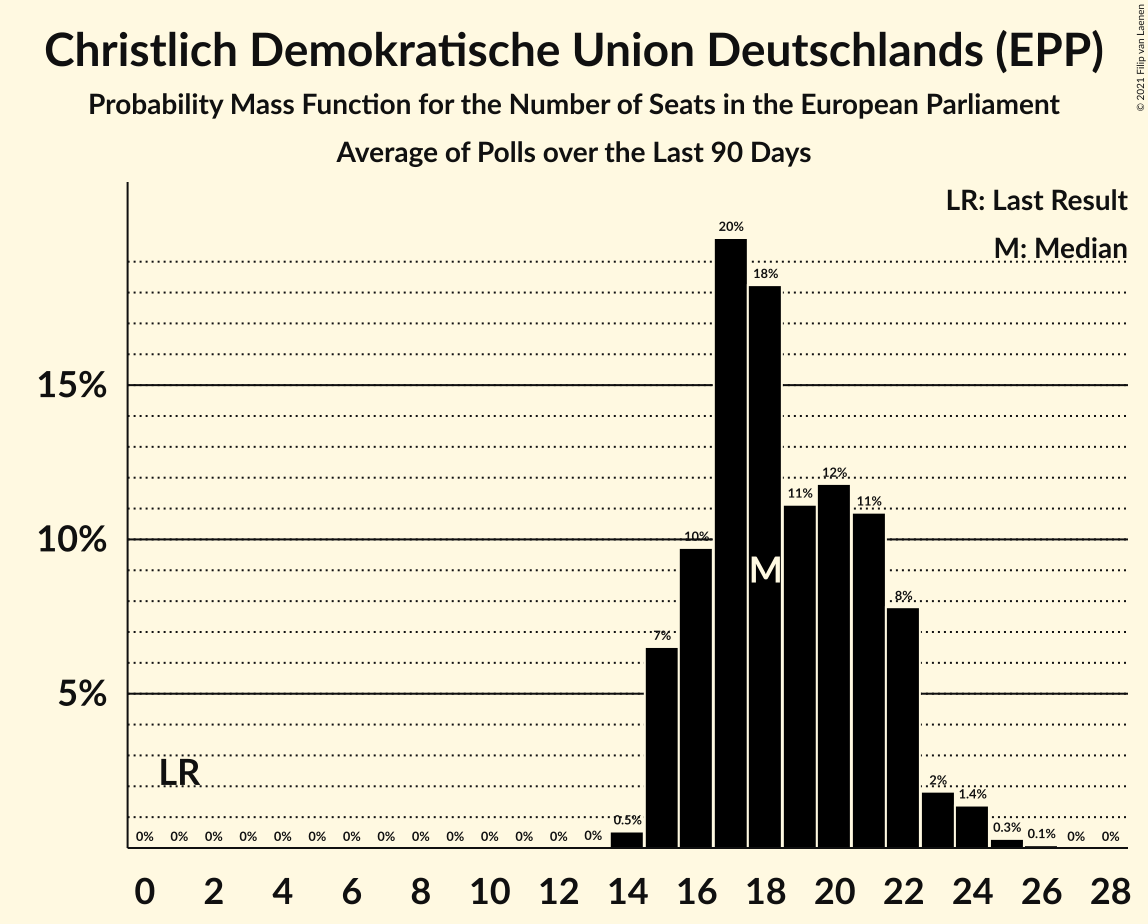 Christlich Demokratische Union Deutschlands (EPP)
Probability Mass Function for the Number of Seats in the European Parliament
Average of Polls over the Last 90 Days
© 2021 Filip van Laenen
LR: Last Result
M: Median
20%
18%
15%
12%
11%
11%
10%
10%
M
8%
7%
5%
LR
2%
1.4%
0.5%
0.3%
0.1%
0% 0% 0% 0% 0% 0% 0% 0% 0% 0% 0% 0% 0% 0% 0% 0%
0 2 4 6 8 10 12 14 16 18 20 22 24 26 28